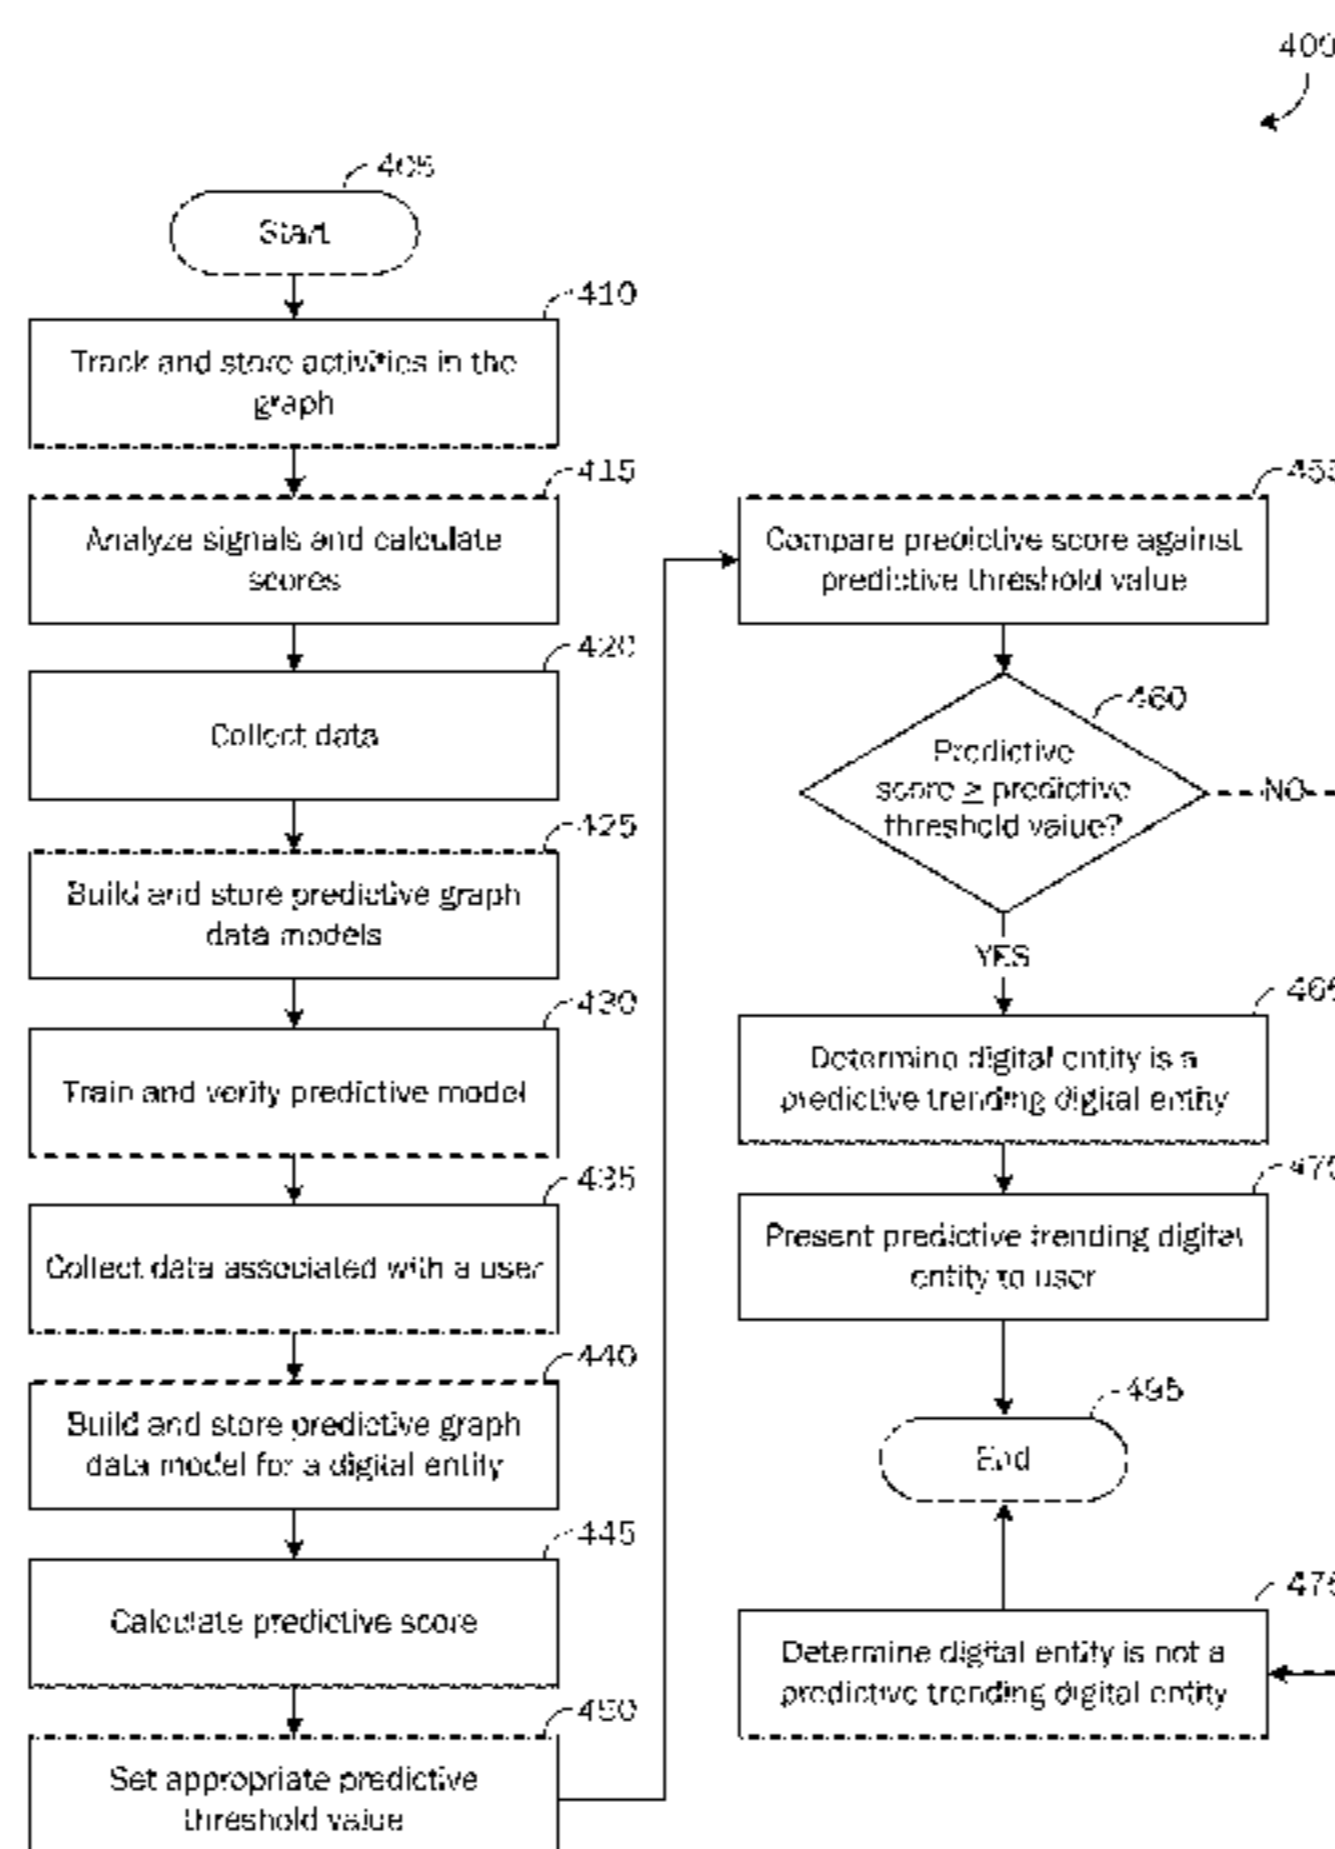 400
405
Start
410
Track and store activities in the
graph
415
Analyze signals and calculate
scores
420
Collect data
425
Build and store predictive graph
data models
430
Train and verify predictive model
435
Collect data associated with a user
440
Build and store predictive graph
data model for a digital entity
445
Calculate predictive score
450
Set appropriate predictive
threshold value
455
Compare predictive score against
predictive threshold value
460
Predictive
score ≥ predictive
threshold value?
NO
YES
465
Determine digital entity is a
predictive trending digital entity
470
Present predictive trending digital
entity to user
495
End
475
Determine digital entity is not a
predictive trending digital entity